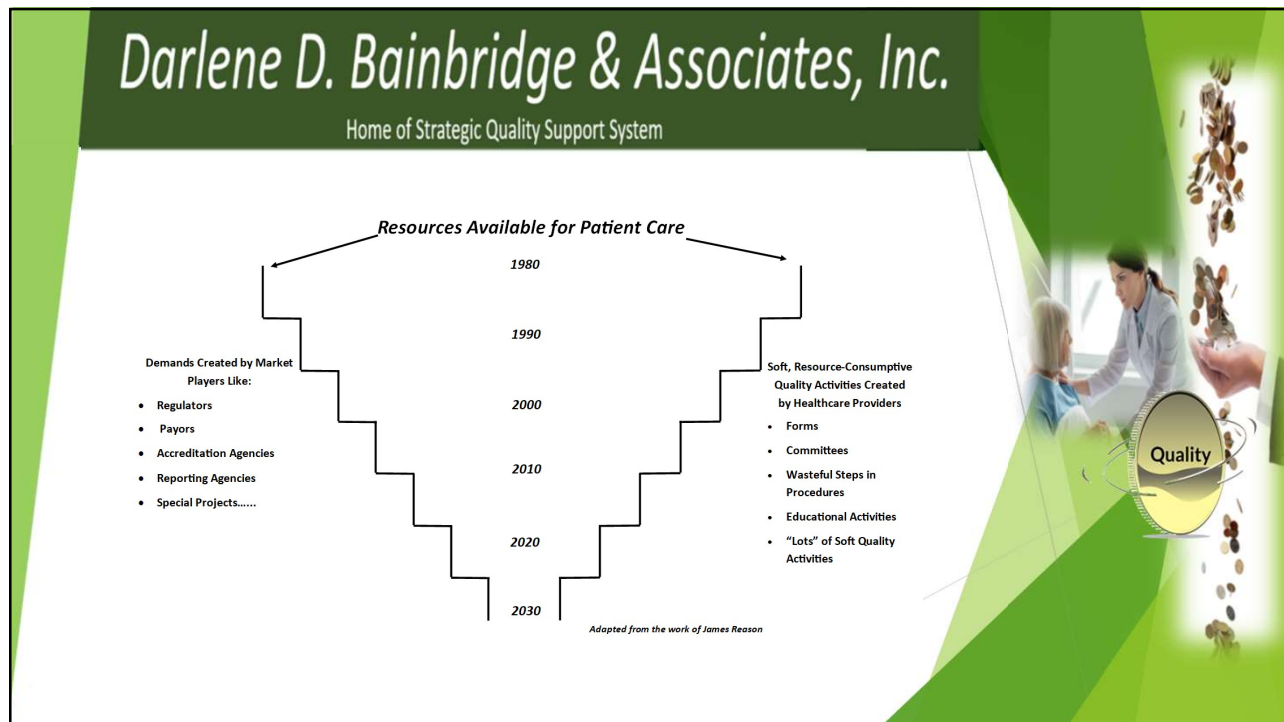 Darlene D. Bainbridge & Associates, Inc.
Home of Strategic Quality Support System
Resources Available for Patient Care
1980
1990
2000
2010
2020
2030
Demands Created by Market
Players Like:
• Regulators
• Payors
• Accreditation Agencies
• Reporting Agencies
• Special Projects......
Soft, Resource-Consumptive
Quality Activities Created
by Healthcare Providers
• Forms
• Committees
• Wasteful Steps in
Procedures
• Educational Activities
• “Lots” of Soft Quality
Activities
Adapted from the work of James Reason
Quality